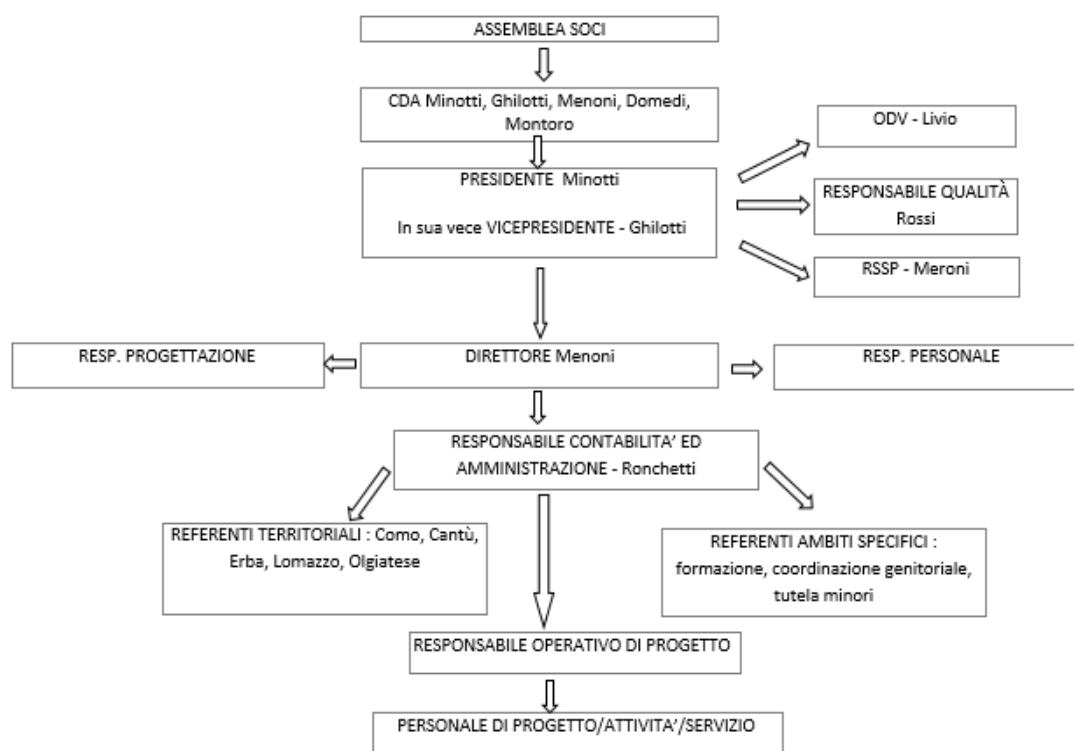 ASSEMBLEA SOCI
CDA Minotti, Ghilotti, Menoni, Domedi,
Montoro
ODV - Livio
PRESIDENTE Minotti
In sua vece VICEPRESIDENTE - Ghilotti
RESPONSABILE QUALITÀ
Rossi
RSSP - Meroni
RESP. PROGETTAZIONE
DIRETTORE Menoni
RESP. PERSONALE
RESPONSABILE CONTABILITA’ ED
AMMINISTRAZIONE - Ronchetti
REFERENTI TERRITORIALI : Como, Cantù,
Erba, Lomazzo, Olgiatese
REFERENTI AMBITI SPECIFICI :
formazione, coordinazione genitoriale,
tutela minori
RESPONSABILE OPERATIVO DI PROGETTO
PERSONALE DI PROGETTO/ATTIVITA’/SERVIZIO